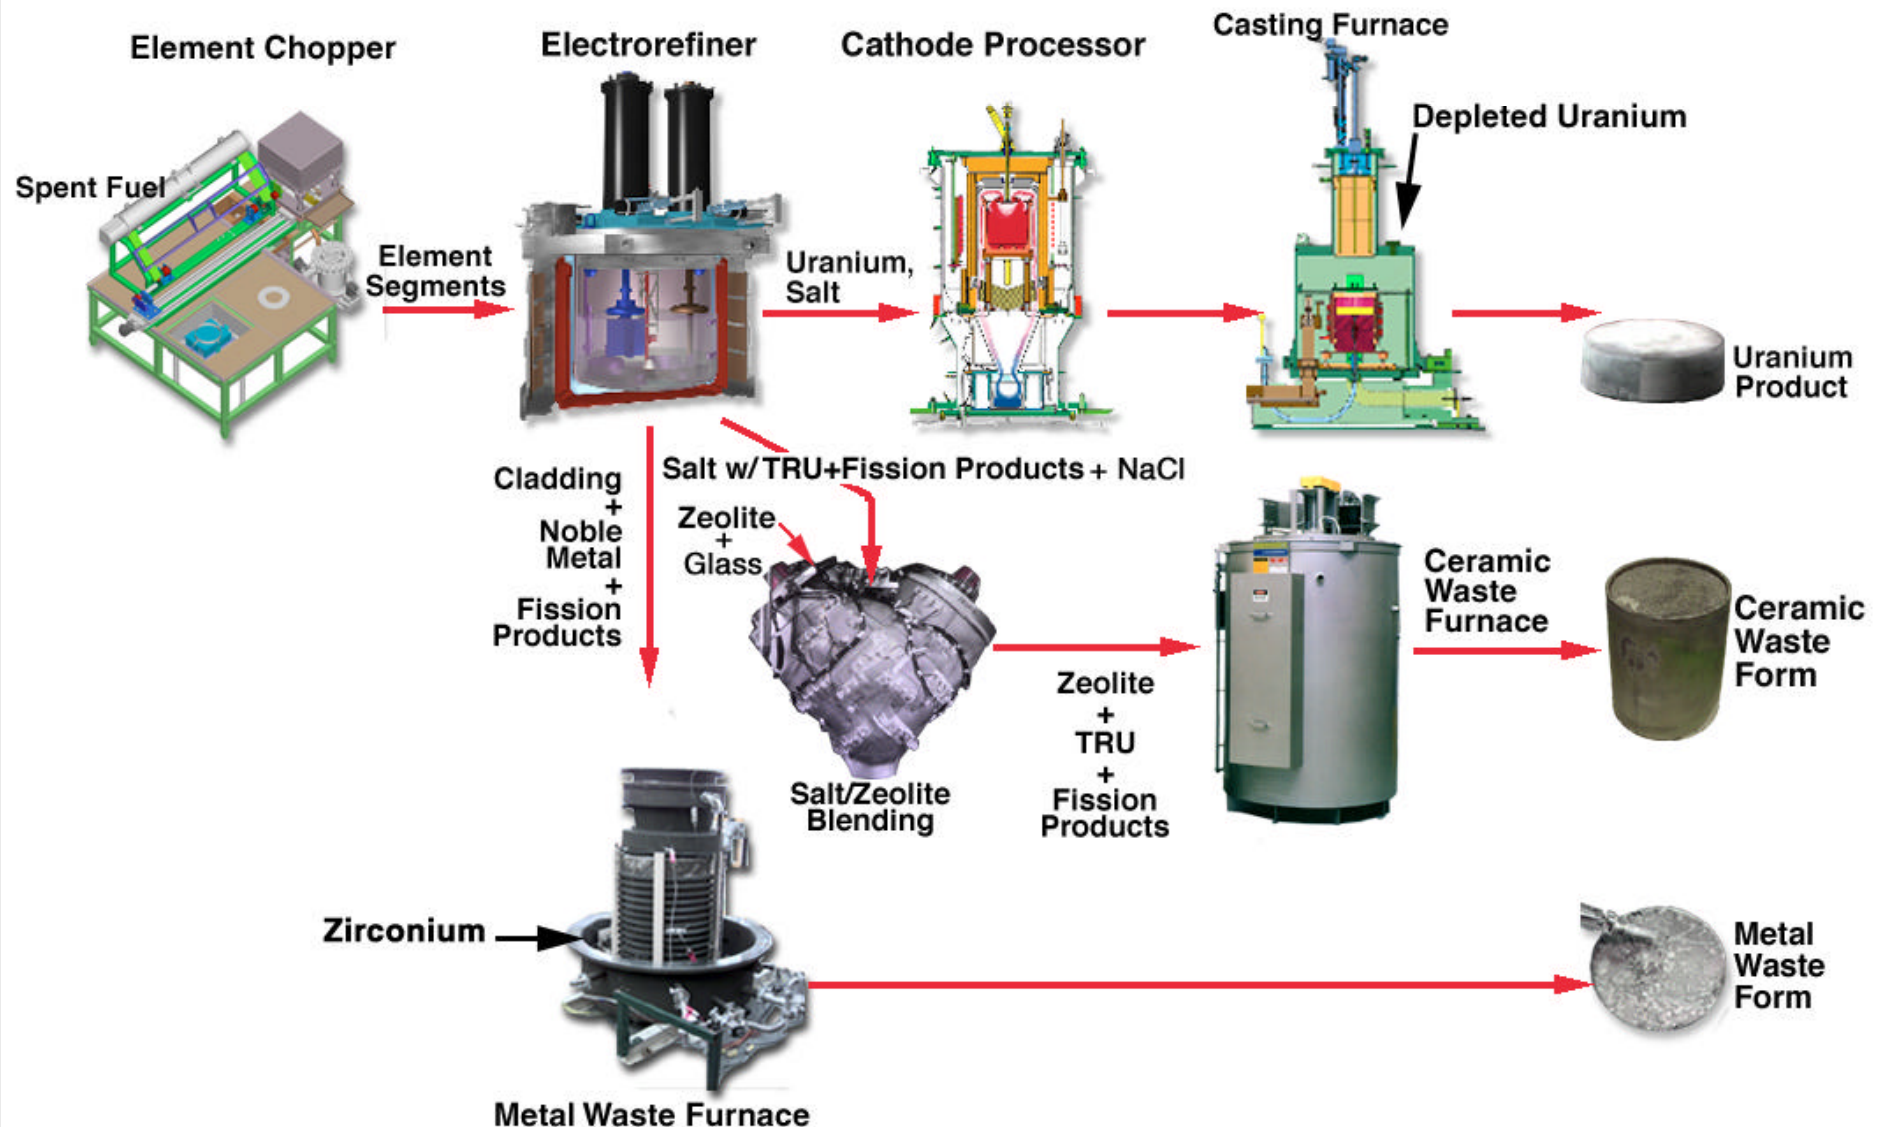 Element Chopper
Electrorefiner
Cathode Processor
Casting Furnace
Depleted Uranium
Spent Fuel
Element
Segments
Uranium,
Salt
Uranium
Product
Salt w/TRU+Fission Products + NaCl
Cladding
+
Noble
Metal
+
Fission
Products
Zeolite
+
Glass
Salt/Zeolite
Blending
Zeolite
+
TRU
+
Fission
Products
Ceramic
Waste
Furnace
Ceramic
Waste
Form
Zirconium
Metal Waste Furnace
Metal
Waste
Form